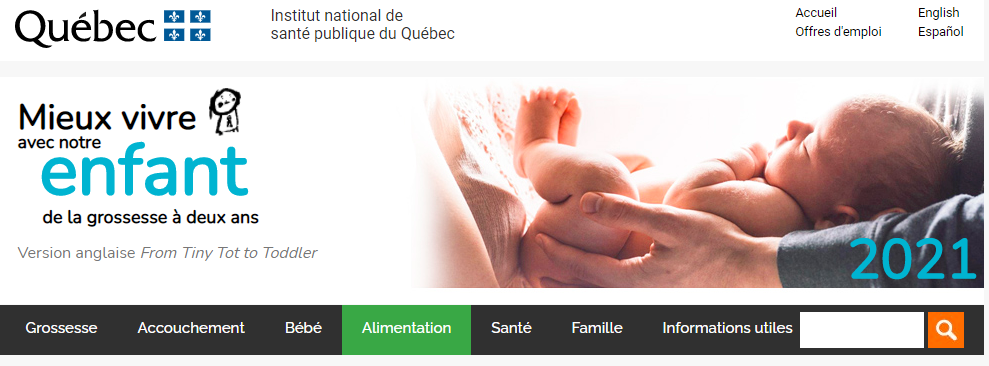 Québec
Institut national de
santé publique du Québec
Accueil
Offres d'emploi
English
Español
Mieux vivre
avec notre
enfant
de la grossesse à deux ans
Version anglaise From Tiny Tot to Toddler
2021
Grossesse Accouchement Bébé Alimentation Santé Famille Informations utiles